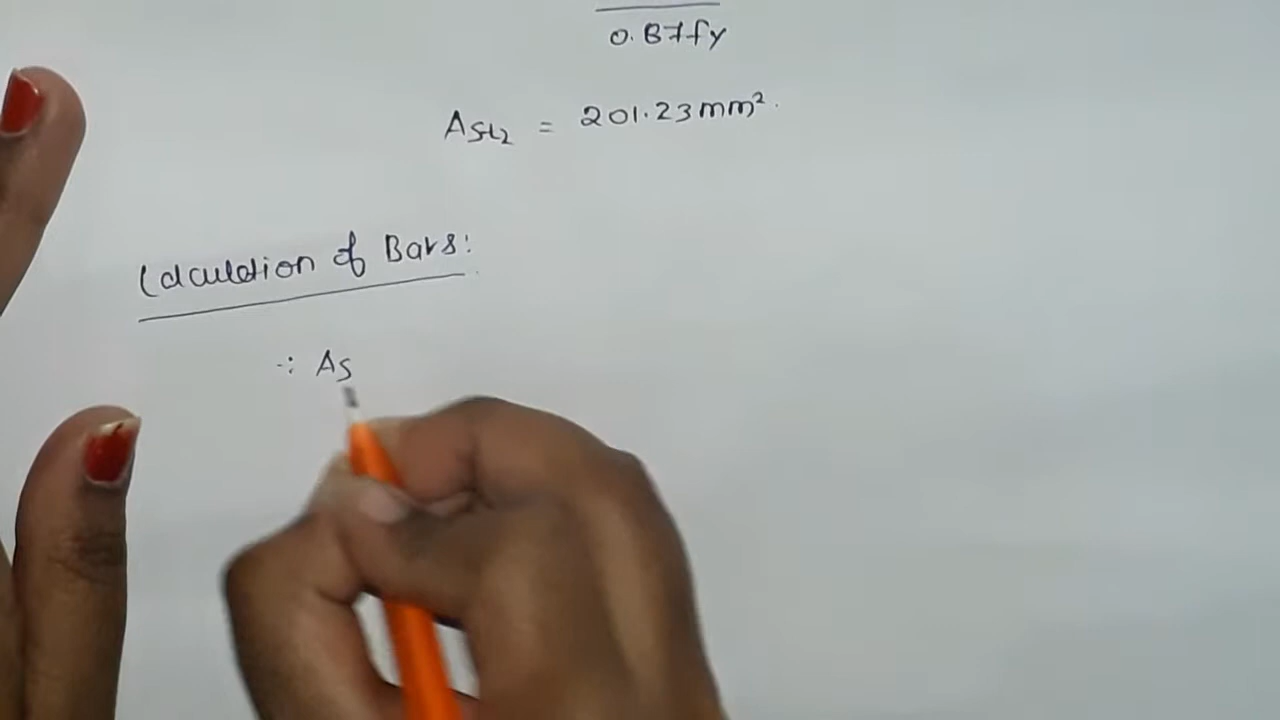 0.87fy
Ast2 = 201.23mm².
Calculation of Bars:
∵ As